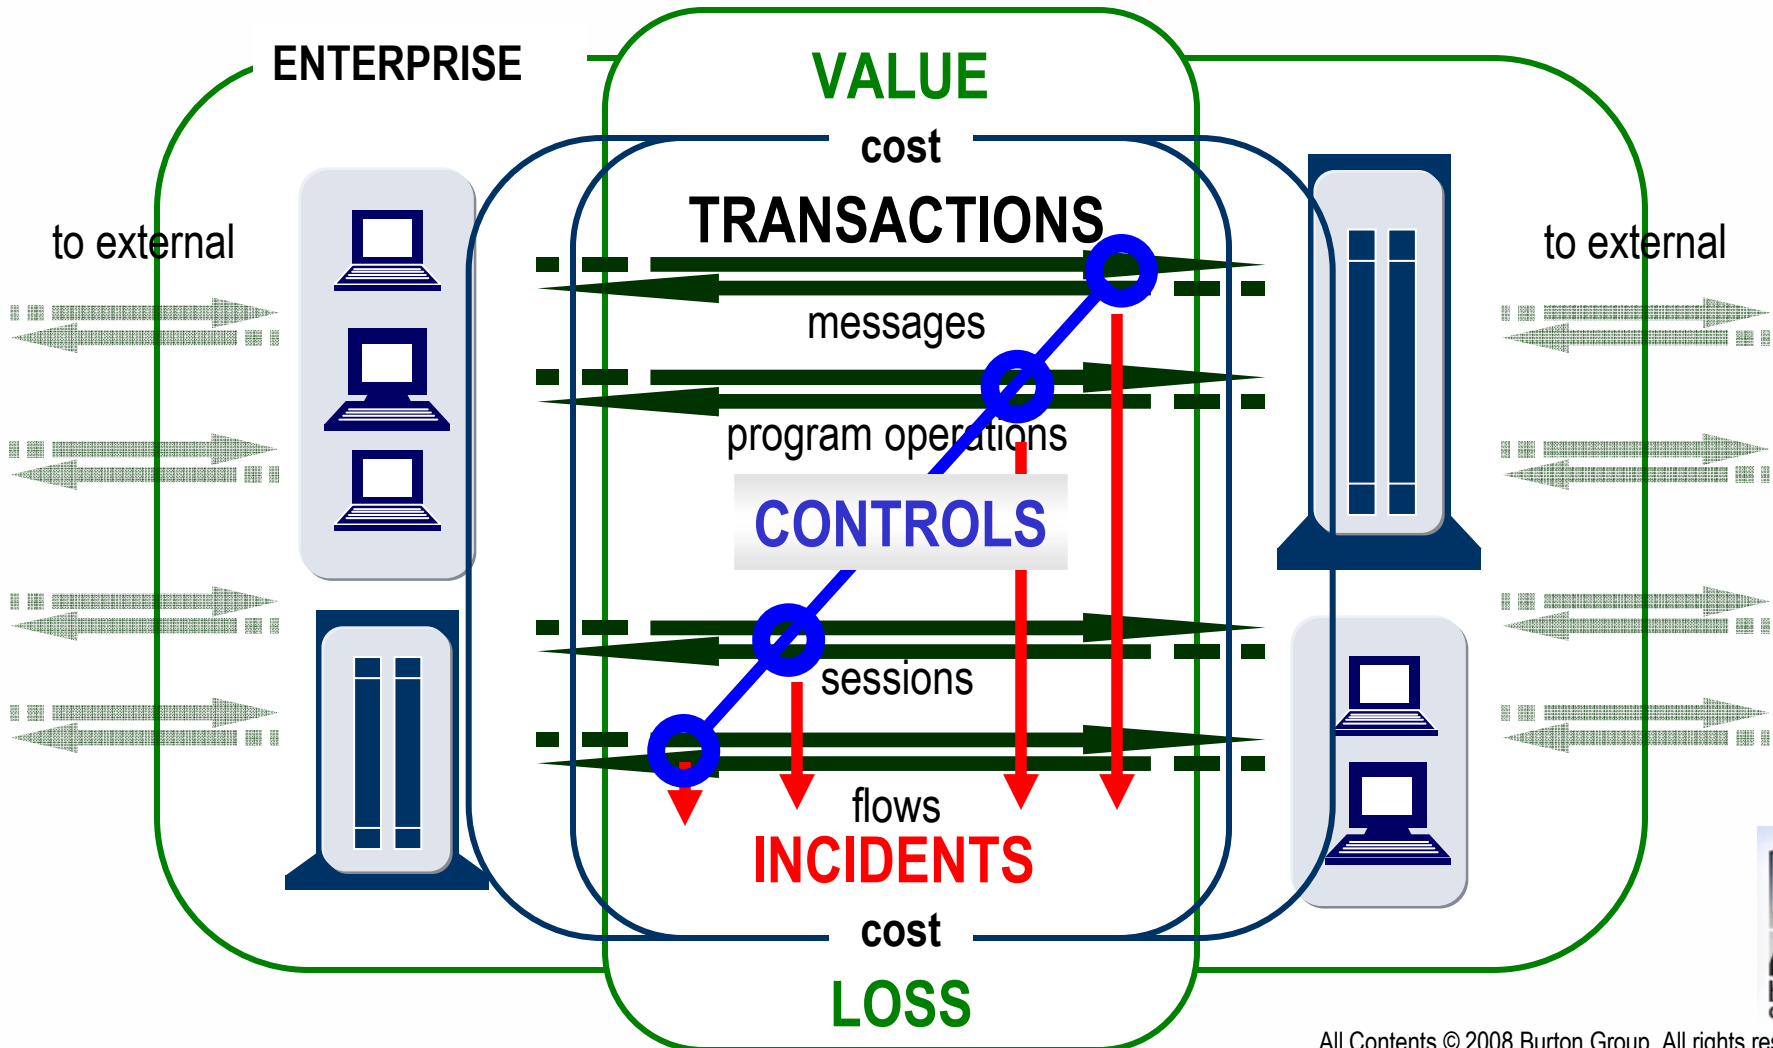 ENTERPRISE
VALUE
cost
TRANSACTIONS
to external
to external
messages
program operations
CONTROLS
sessions
flows
INCIDENTS
cost
LOSS
All Contents © 2008 Burton Group. All rights